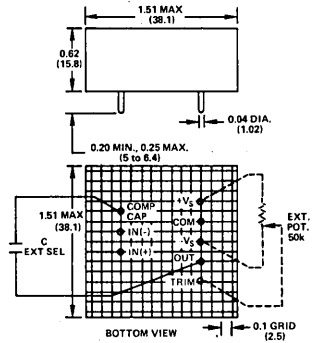 1.51 MAX
(38.1)
0.62
(15.8)
0.04 DIA.
(1.02)
0.20 MIN., 0.25 MAX.
(5 to 6.4)
1.51 MAX
(38.1)
COMP
CAP
IN(-)
IN(+)
+VS
COM
-VS
OUT
TRIM
C
EXT SEL
EXT.
POT.
50k
BOTTOM VIEW
0.1 GRID
(2.5)